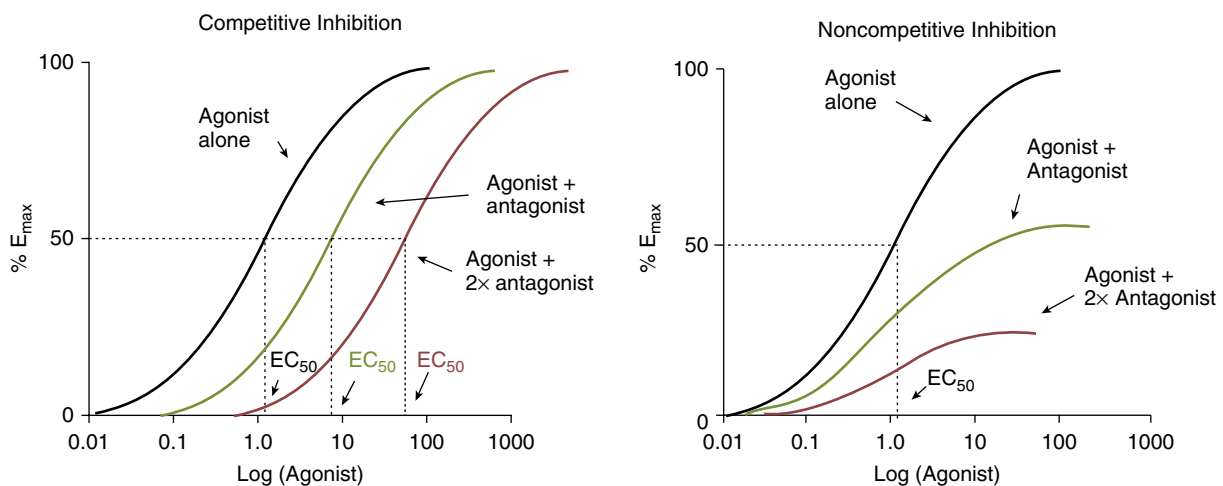 Competitive Inhibition
100
50
0
% Eₘₐₓ
Agonist
alone
Agonist +
antagonist
Agonist +
2× antagonist
EC₅₀
EC₅₀
EC₅₀
0.01
0.1
1.0
10
100
1000
Log (Agonist)
Noncompetitive Inhibition
100
50
0
% Eₘₐₓ
Agonist
alone
Agonist +
Antagonist
Agonist +
2× Antagonist
EC₅₀
0.01
0.1
1.0
10
100
1000
Log (Agonist)